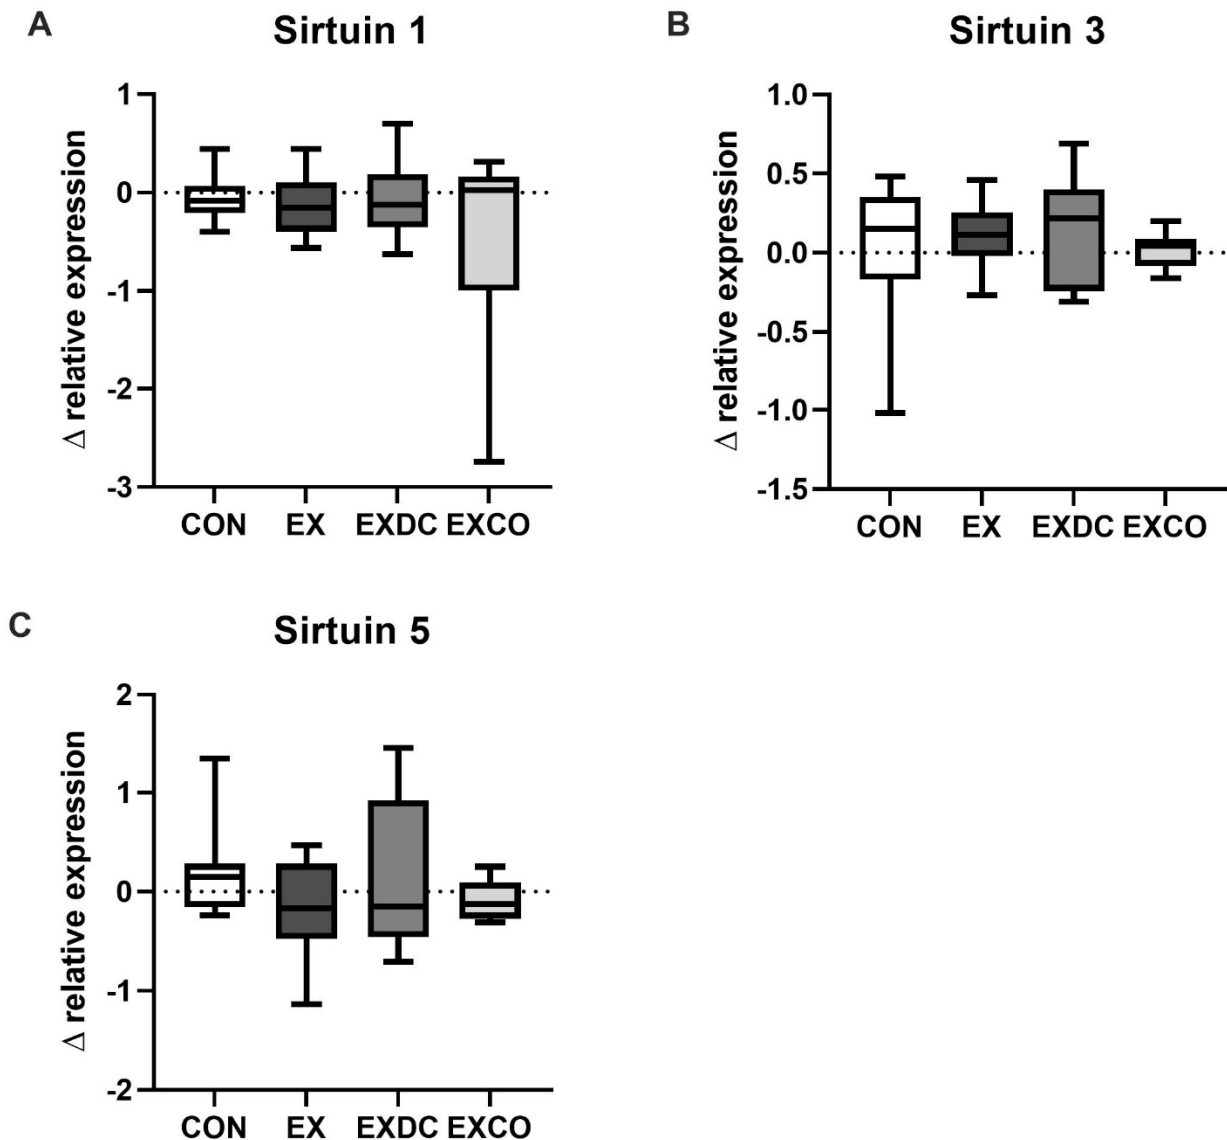 A
Sirtuin 1
Δ relative expression
1
0
-1
-2
-3
CON EX EXDC EXCO
B
Sirtuin 3
Δ relative expression
1.0
0.5
0.0
-0.5
-1.0
-1.5
CON EX EXDC EXCO
C
Sirtuin 5
Δ relative expression
2
1
0
-1
-2
CON EX EXDC EXCO